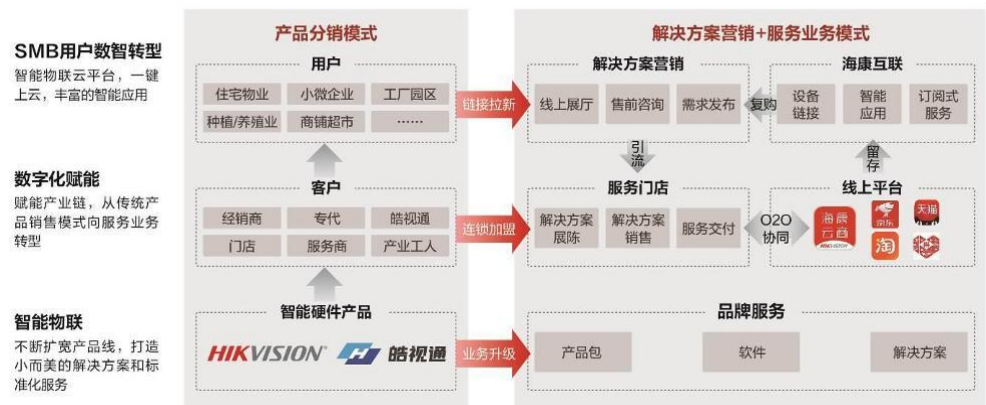 SMB用户数智转型
智能物联云平台，一键
上云，丰富的智能应用
数字化赋能
赋能产业链，从传统产
品销售模式向服务业务
转型
智能物联
不断扩宽产品线，打造
小而美的解决方案和标
准化服务
产品分销模式
用户
住宅物业 小微企业 工厂园区
种植/养殖业 商铺超市 ……
客户
经销商 专代 皓视通
门店 服务商 产业工人
智能硬件产品
HIKVISION 皓视通
链接拉新
连锁加盟
业务升级
解决方案营销+服务业务模式
解决方案营销
线上展厅 售前咨询 需求发布
复购
海康互联
设备
链接
智能
应用
订阅式
服务
引流
留存
服务门店
解决方案
展陈
解决方案
销售
服务交付
O2O
协同
线上平台
海康
云商
HIKVISION
京东
天猫
淘
品牌服务
产品包 软件 解决方案